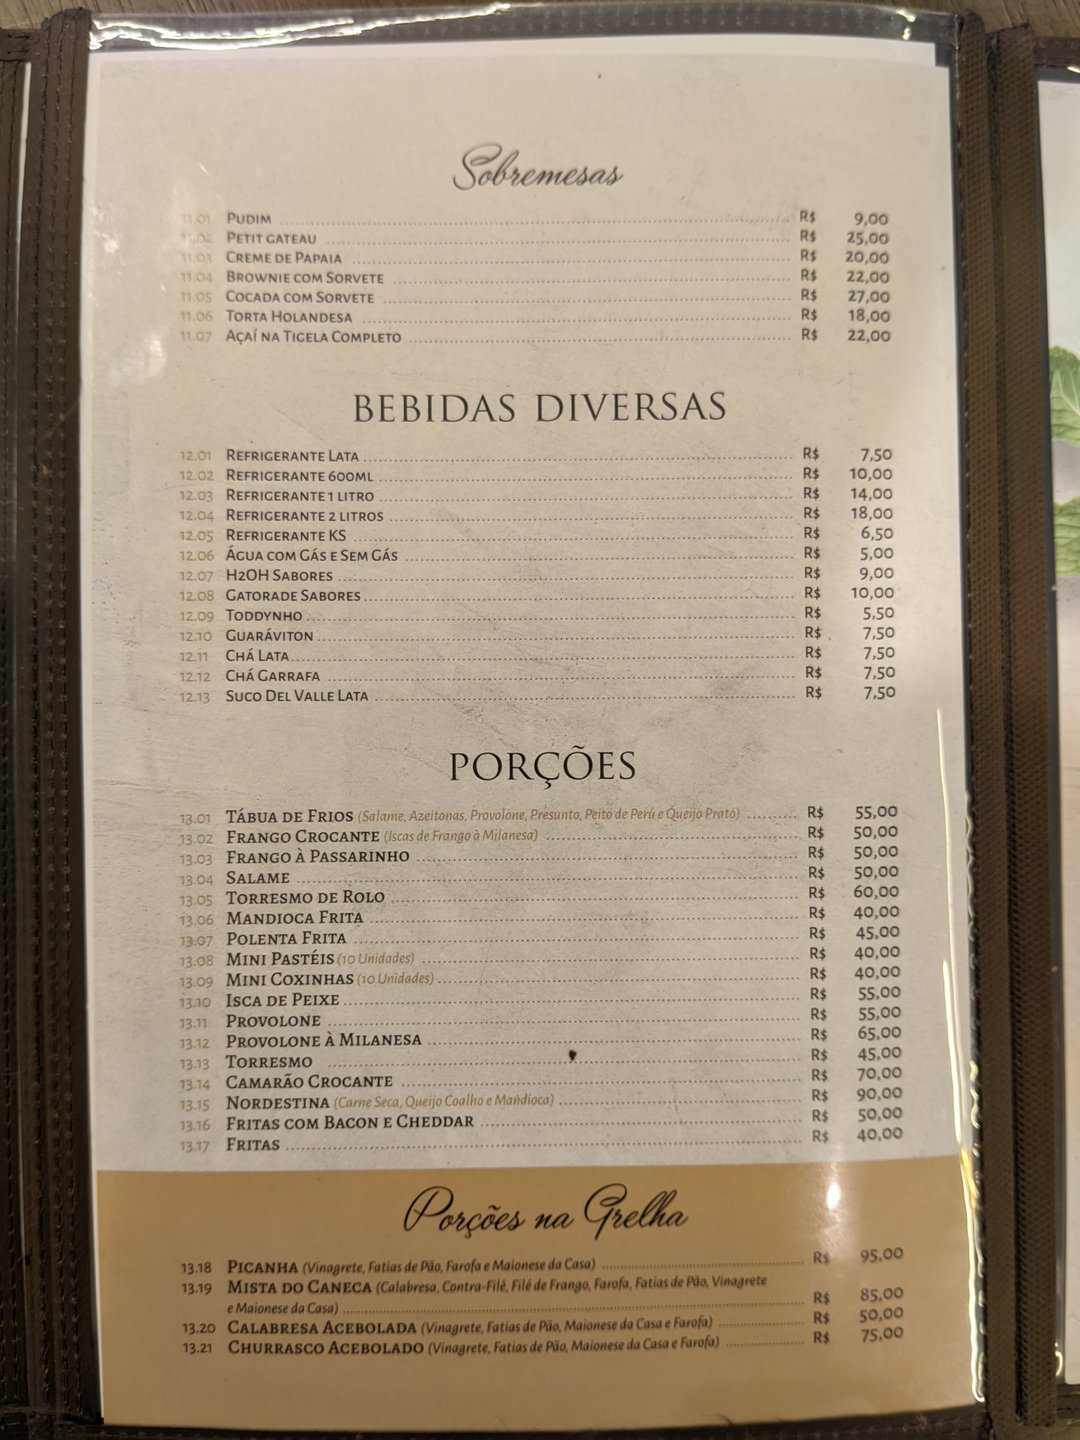 Sobremesas
11.01 Pudim R$ 9,00
11.02 Petit gateau R$ 25,00
11.03 Creme de Papaia R$ 20,00
11.04 Brownie com Sorvete R$ 22,00
11.05 Cocada com Sorvete R$ 27,00
11.06 Torta Holandesa R$ 18,00
11.07 Açaí na Tigela Completo R$ 22,00
BEBIDAS DIVERSAS
12.01 Refrigerante Lata R$ 7,50
12.02 Refrigerante 600ml R$ 10,00
12.03 Refrigerante 1 litro R$ 14,00
12.04 Refrigerante 2 litros R$ 18,00
12.05 Refrigerante KS R$ 6,50
12.06 Água com Gás e Sem Gás R$ 5,00
12.07 H2OH Sabores R$ 9,00
12.08 Gatorade Sabores R$ 10,00
12.09 Toddynho R$ 5,50
12.10 Guaráviton R$ 7,50
12.11 Chá Lata R$ 7,50
12.12 Chá Garrafa R$ 7,50
12.13 Suco Del Valle Lata R$ 7,50
PORÇÕES
13.01 Tábua de Frios (Salame, Azeitonas, Provolone, Presunto, Peito de Perú e Queijo Prato) R$ 55,00
13.02 Frango Crocante (Iscas de Frango à Milanesa) R$ 50,00
13.03 Frango à Passarinho R$ 50,00
13.04 Salame R$ 50,00
13.05 Torresmo de Rolo R$ 60,00
13.06 Mandioca Frita R$ 40,00
13.07 Polenta Frita R$ 45,00
13.08 Mini Pastéis (10 Unidades) R$ 40,00
13.09 Mini Coxinhas (10 Unidades) R$ 40,00
13.10 Isca de Peixe R$ 55,00
13.11 Provolone R$ 55,00
13.12 Provolone à Milanesa R$ 65,00
13.13 Torresmo R$ 45,00
13.14 Camarão Crocante R$ 70,00
13.15 Nordestina (Carne Seca, Queijo Coalho e Mandioca) R$ 90,00
13.16 Fritas com Bacon e Cheddar R$ 50,00
13.17 Fritas R$ 40,00
Porções na Grelha
13.18 Picanha (Vinagrete, Fatias de Pão, Farofa e Maionese da Casa) R$ 95,00
13.19 Mista do Caneca (Calabresa, Contra-Filé, Filé de Frango, Farofa, Fatias de Pão, Vinagrete
e Maionese da Casa) R$ 85,00
13.20 Calabresa Acebolada (Vinagrete, Fatias de Pão, Maionese da Casa e Farofa) R$ 50,00
13.21 Churrasco Acebolado (Vinagrete, Fatias de Pão, Maionese da Casa e Farofa) R$ 75,00